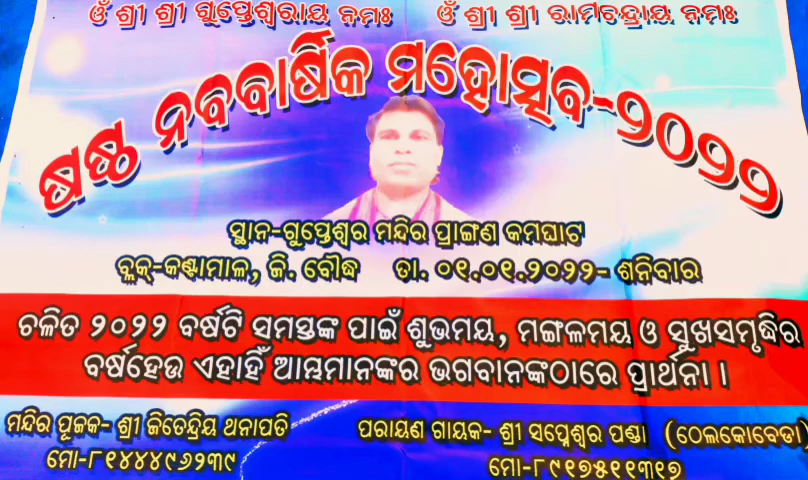 ଓଁ ଶ୍ରୀ ଶ୍ରୀ ଗୁପ୍ତେଶ୍ୱରାୟ ନମଃ ଓଁ ଶ୍ରୀ ଶ୍ରୀ ରାମଚନ୍ଦ୍ରାୟ ନମଃ
ଷଷ୍ଠ ନବବାର୍ଷିକ ମହୋତ୍ସବ-୨୦୨୨
ସ୍ଥାନ-ଗୁପ୍ତେଶ୍ୱର ମନ୍ଦିର ପ୍ରାଙ୍ଗଣ କମଘାଟ
ବ୍ଲକ୍-କଣ୍ଟାମାଳ, ଜି. ବୌଦ୍ଧ ତା. ୦୧.୦୧.୨୦୨୨- ଶନିବାର
ଚଳିତ ୨୦୨୨ ବର୍ଷଟି ସମସ୍ତଙ୍କ ପାଇଁ ଶୁଭମୟ, ମଙ୍ଗଳମୟ ଓ ସୁଖସମୃଦ୍ଧିର
ବର୍ଷହେଉ ଏହାହିଁ ଆମ୍ଭମାନଙ୍କର ଭଗବାନଙ୍କଠାରେ ପ୍ରାର୍ଥନା ।
ମନ୍ଦିର ପୂଜକ- ଶ୍ରୀ ଜିତେନ୍ଦ୍ରିୟ ଥନାପତି ପରାୟଣ ଗାୟକ- ଶ୍ରୀ ସପ୍ନେଶ୍ୱର ପଣ୍ଡା (ଠେଲକୋବେଡା)
ମୋ-୮୧୪୪୪୯୬୨୩୯ ମୋ-୮୯୧୭୫୧୧୩୧୭